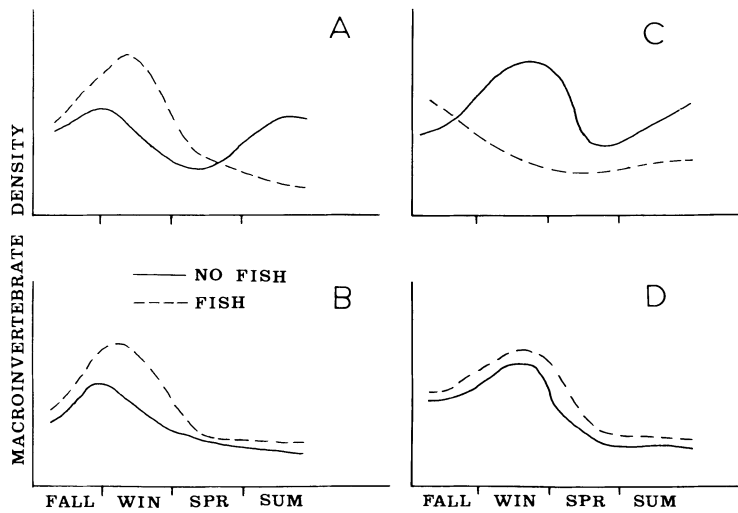 A
C
MACROINVERTEBRATE DENSITY
NO FISH
FISH
B
D
FALL WIN SPR SUM
FALL WIN SPR SUM